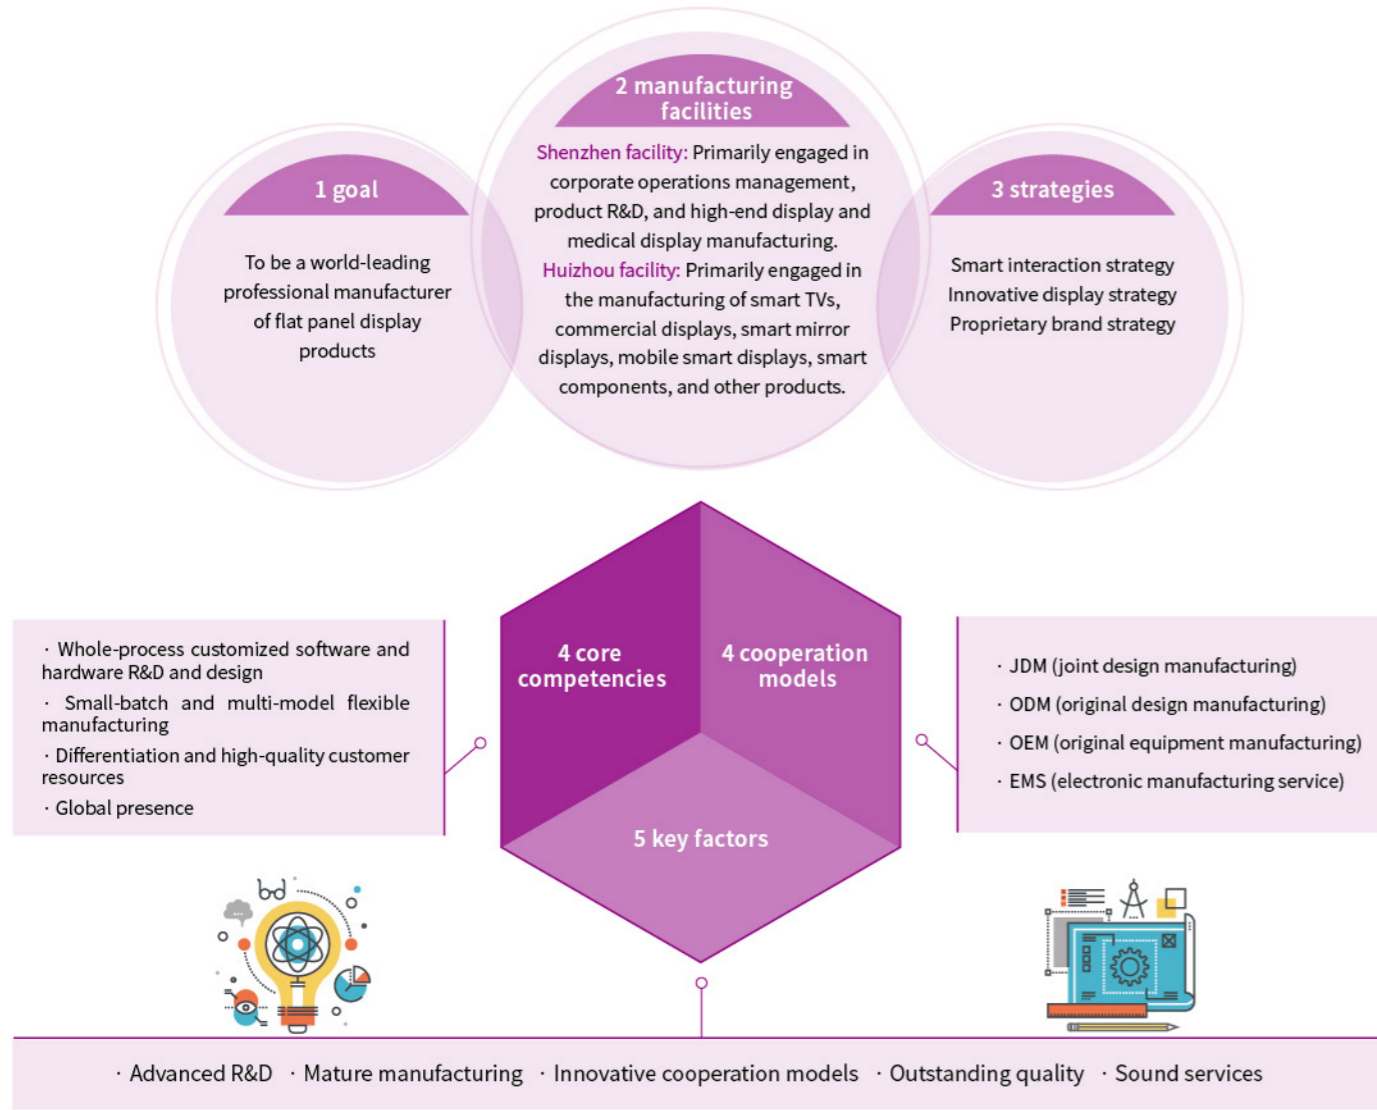 1 goal
To be a world-leading
professional manufacturer
of flat panel display
products
2 manufacturing
facilities
Shenzhen facility: Primarily engaged in
corporate operations management,
product R&D, and high-end display and
medical display manufacturing.
Huizhou facility: Primarily engaged in
the manufacturing of smart TVs,
commercial displays, smart mirror
displays, mobile smart displays, smart
components, and other products.
3 strategies
Smart interaction strategy
Innovative display strategy
Proprietary brand strategy
4 core
competencies
· Whole-process customized software and
hardware R&D and design
· Small-batch and multi-model flexible
manufacturing
· Differentiation and high-quality customer
resources
· Global presence
4 cooperation
models
· JDM (joint design manufacturing)
· ODM (original design manufacturing)
· OEM (original equipment manufacturing)
· EMS (electronic manufacturing service)
5 key factors
· Advanced R&D · Mature manufacturing · Innovative cooperation models · Outstanding quality · Sound services